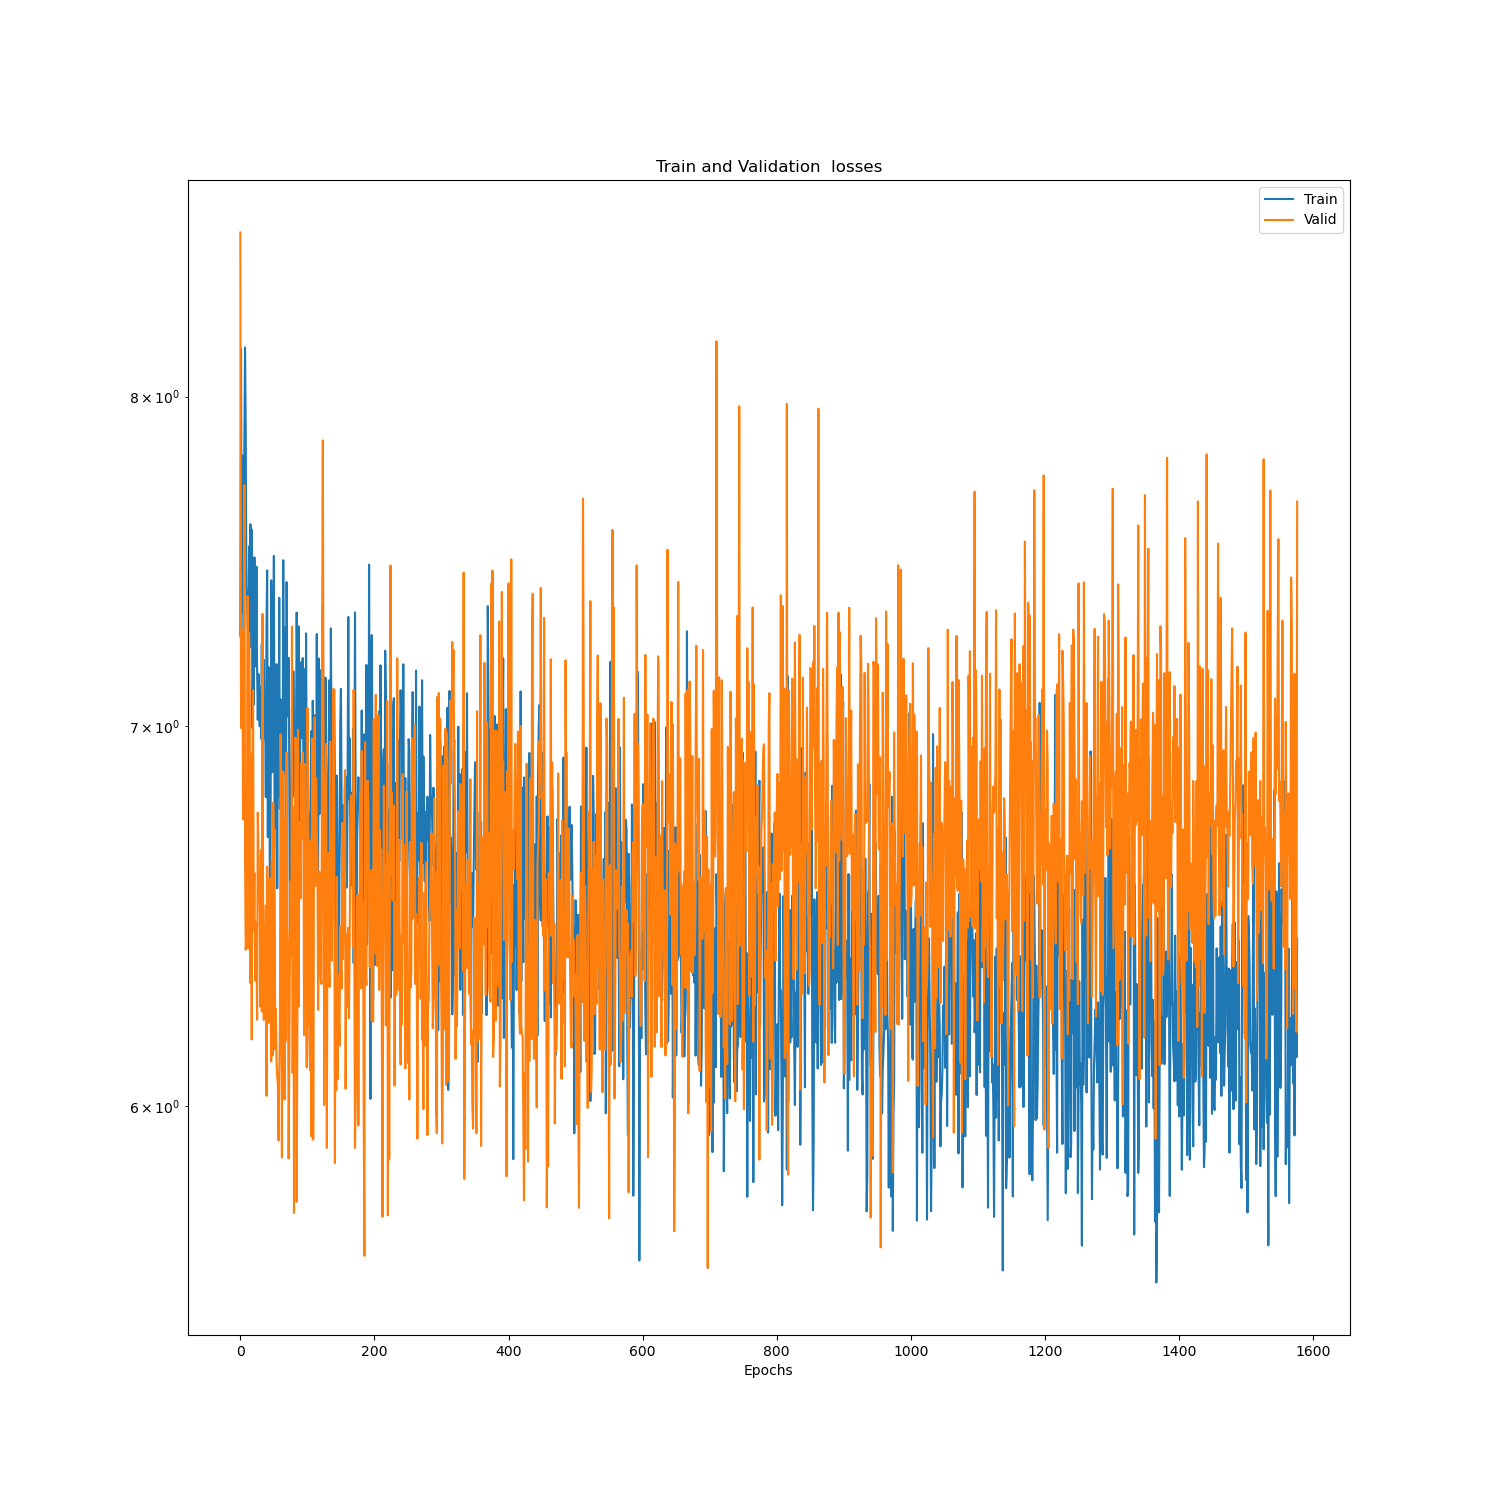 Train and Validation  losses
Train
Valid
8 × 10⁰
7 × 10⁰
6 × 10⁰
0 200 400 600 800 1000 1200 1400 1600
Epochs